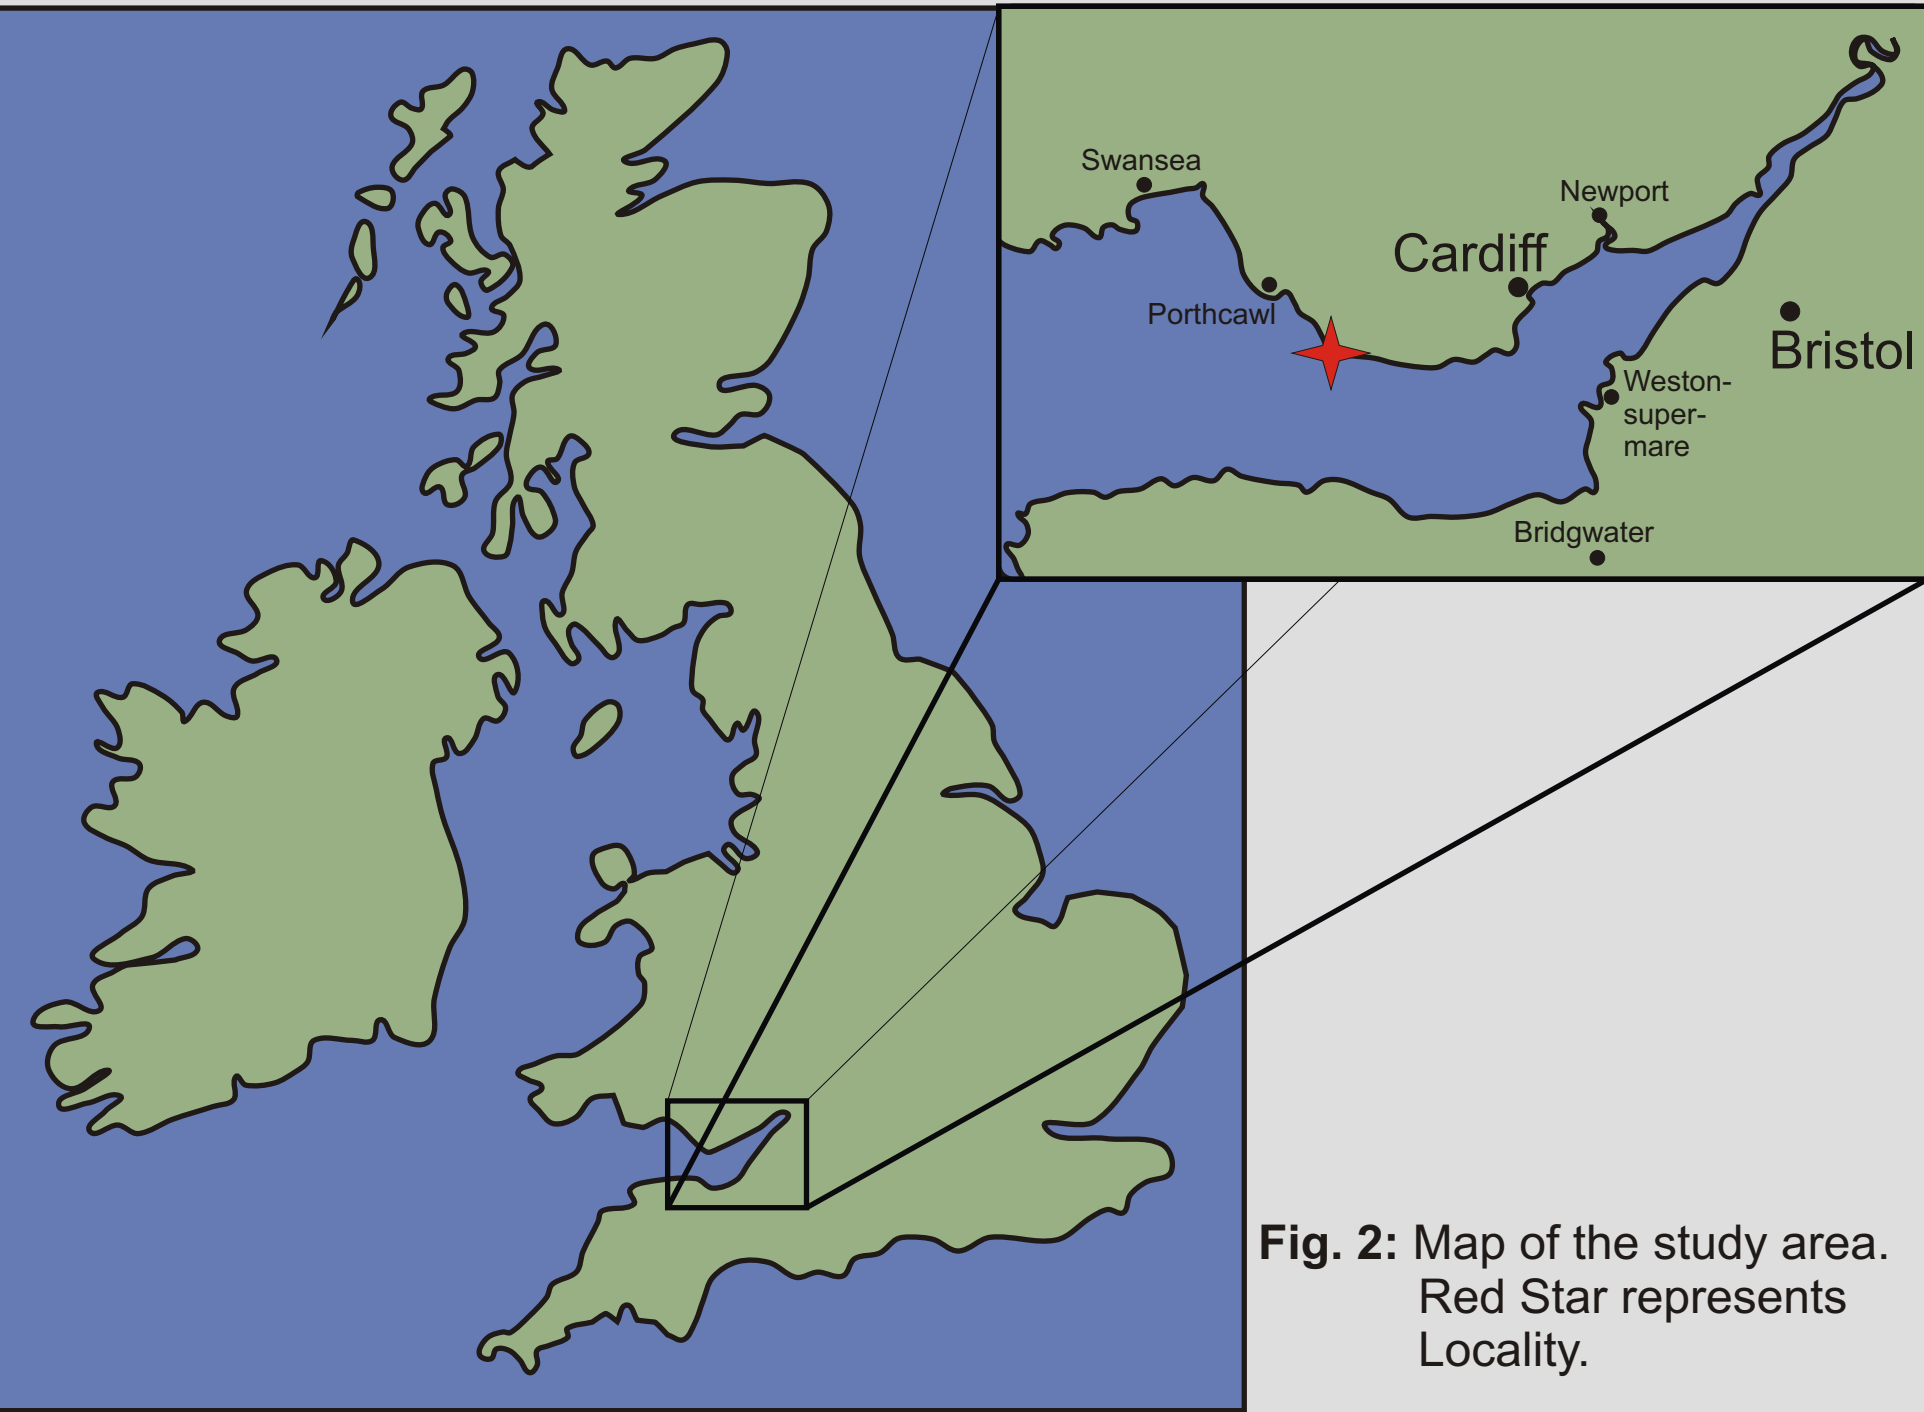 Swansea
Newport
Cardiff
Porthcawl
Bristol
Weston-
super-
mare
Bridgwater
Fig. 2: Map of the study area.
Red Star represents
Locality.